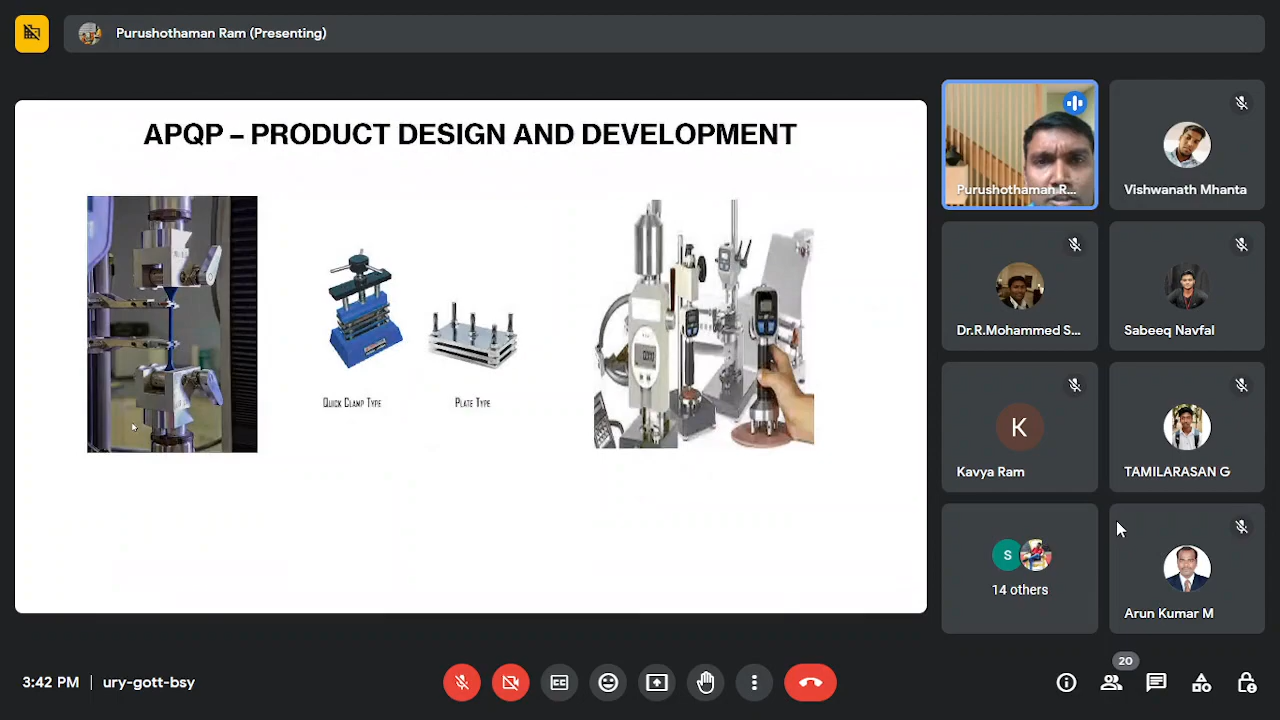 Purushothaman Ram (Presenting)
APQP – PRODUCT DESIGN AND DEVELOPMENT
QUICK CLAMP TYPE
PLATE TYPE
Purushothaman R...
Vishwanath Mhanta
Dr.R.Mohammed S...
Sabeeq Navfal
K
Kavya Ram
TAMILARASAN G
S
14 others
Arun Kumar M
3:42 PM | ury-gott-bsy
20